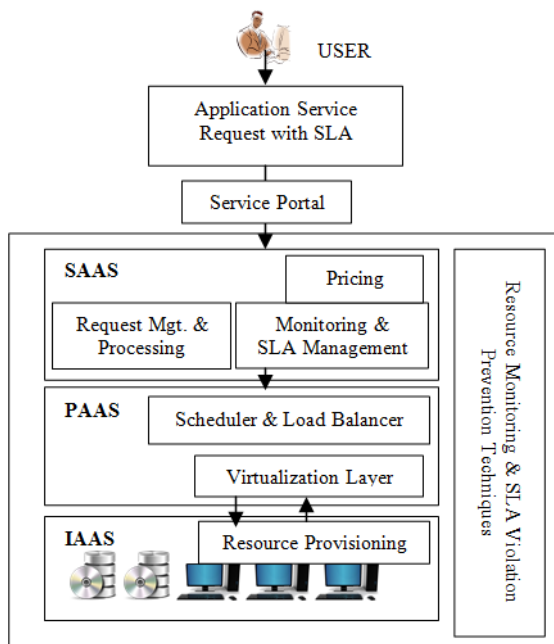 USER
Application Service
Request with SLA
Service Portal
SAAS
Pricing
Request Mgt. &
Processing
Monitoring &
SLA Management
PAAS
Scheduler & Load Balancer
Virtualization Layer
IAAS
Resource Provisioning
Resource Monitoring & SLA Violation
Prevention Techniques